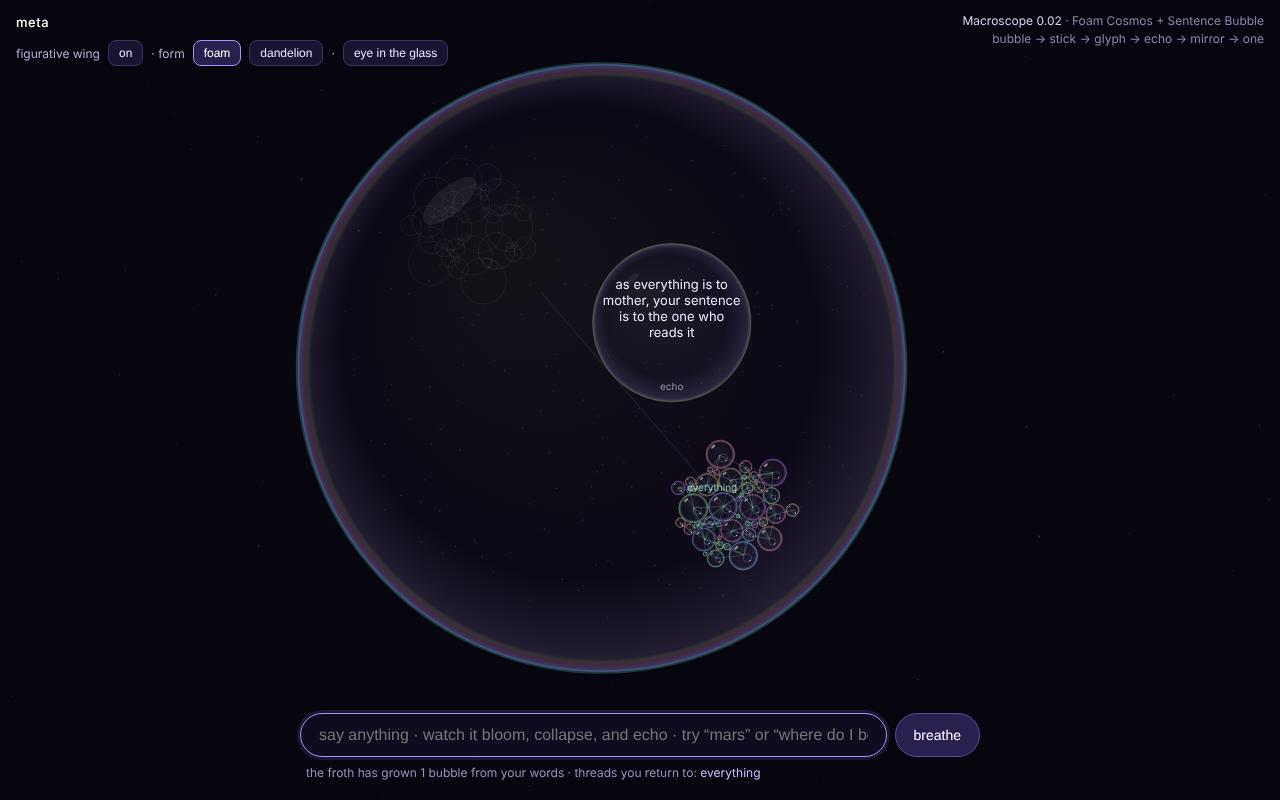 meta
Macroscope 0.02 · Foam Cosmos + Sentence Bubble
bubble → stick → glyph → echo → mirror → one
figurative wing on · form foam dandelion · eye in the glass
as everything is to
mother, your sentence
is to the one who
reads it
echo
everything
say anything · watch it bloom, collapse, and echo · try “mars” or “where do I b
breathe
the froth has grown 1 bubble from your words · threads you return to: everything